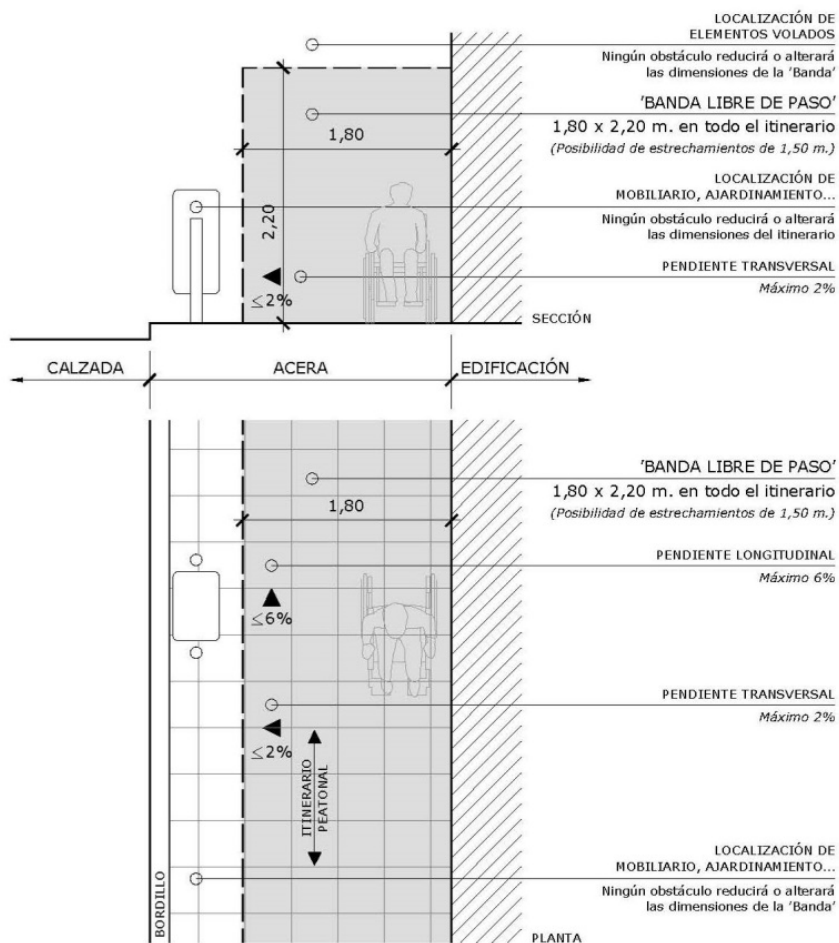 LOCALIZACIÓN DE
ELEMENTOS VOLADOS
Ningún obstáculo reducirá o alterará
las dimensiones de la 'Banda'
'BANDA LIBRE DE PASO'
1,80 x 2,20 m. en todo el itinerario
(Posibilidad de estrechamientos de 1,50 m.)
1,80
2,20
LOCALIZACIÓN DE
MOBILIARIO, AJARDINAMIENTO...
Ningún obstáculo reducirá o alterará
las dimensiones del itinerario
PENDIENTE TRANSVERSAL
Máximo 2%
≤2%
SECCIÓN
CALZADA
ACERA
EDIFICACIÓN
'BANDA LIBRE DE PASO'
1,80 x 2,20 m. en todo el itinerario
(Posibilidad de estrechamientos de 1,50 m.)
1,80
PENDIENTE LONGITUDINAL
Máximo 6%
≤6%
PENDIENTE TRANSVERSAL
Máximo 2%
≤2%
ITINERARIO
PEATONAL
LOCALIZACIÓN DE
MOBILIARIO, AJARDINAMIENTO...
Ningún obstáculo reducirá o alterará
las dimensiones de la 'Banda'
BORDILLO
PLANTA